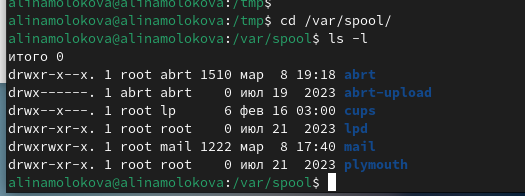 alinamolokova@alinamolokova:/tmp$
alinamolokova@alinamolokova:/tmp$ cd /var/spool/
alinamolokova@alinamolokova:/var/spool$ ls -l
итого 0
drwxr-x--x. 1 root abrt 1510 мар  8 19:18 abrt
drwx------. 1 abrt abrt    0 июл 19  2023 abrt-upload
drwx--x---. 1 root lp      6 фев 16 03:00 cups
drwxr-xr-x. 1 root root    0 июл 21  2023 lpd
drwxrwxr-x. 1 root mail 1222 мар  8 17:40 mail
drwxr-xr-x. 1 root root    0 июл 21  2023 plymouth
alinamolokova@alinamolokova:/var/spool$